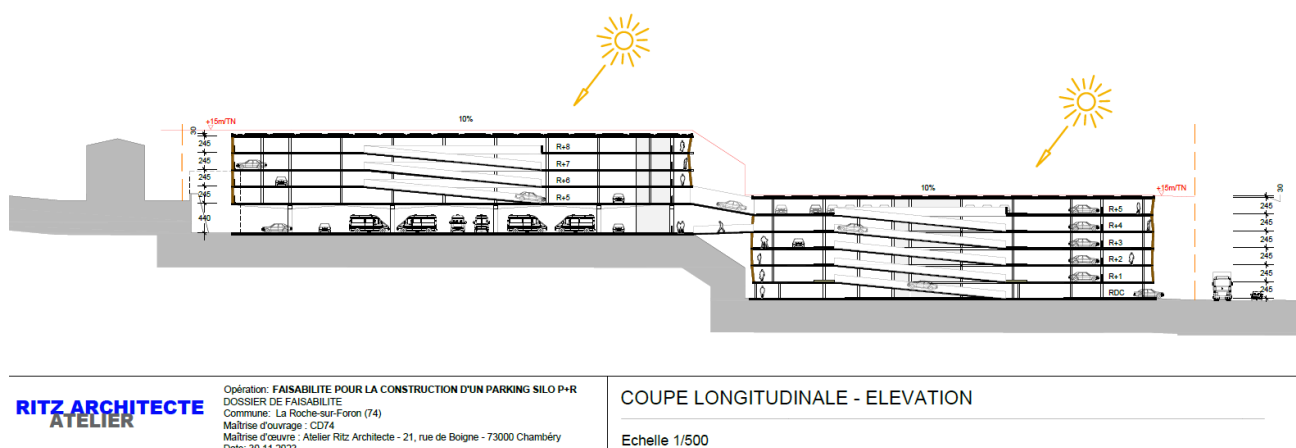 +15m/TN
10%
30
245
245
245
245
440
R+8
R+7
R+6
R+5
10%
+15m/TN
30
245
245
245
245
245
245
R+5
R+4
R+3
R+2
R+1
RDC
RITZ ARCHITECTE
ATELIER
Opération: FAISABILITE POUR LA CONSTRUCTION D'UN PARKING SILO P+R
DOSSIER DE FAISABILITE
Commune: La Roche-sur-Foron (74)
Maîtrise d'ouvrage : CD74
Maîtrise d'œuvre : Atelier Ritz Architecte - 21, rue de Boigne - 73000 Chambéry
COUPE LONGITUDINALE - ELEVATION
Echelle 1/500